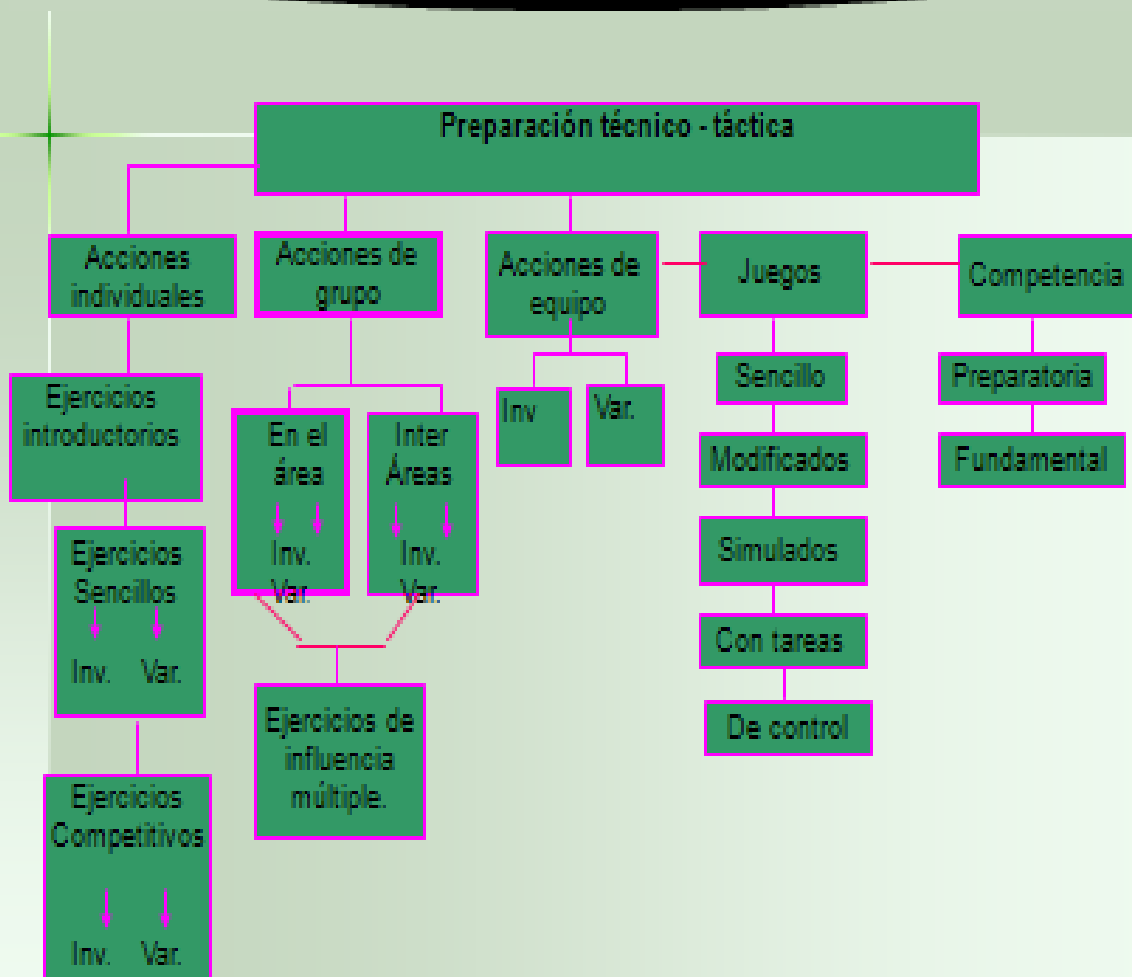 Preparación técnico - táctica
Acciones
individuales
Acciones de
grupo
Acciones de
equipo
Juegos
Competencia
Ejercicios
introductorios
En el
área
Inv.
Var.
Inter
Áreas
Inv.
Var.
Inv
Var.
Sencillo
Preparatoria
Modificados
Fundamental
Ejercicios
Sencillos
Inv. Var.
Simulados
Con tareas
Ejercicios de
influencia
múltiple.
De control
Ejercicios
Competitivos
Inv. Var.